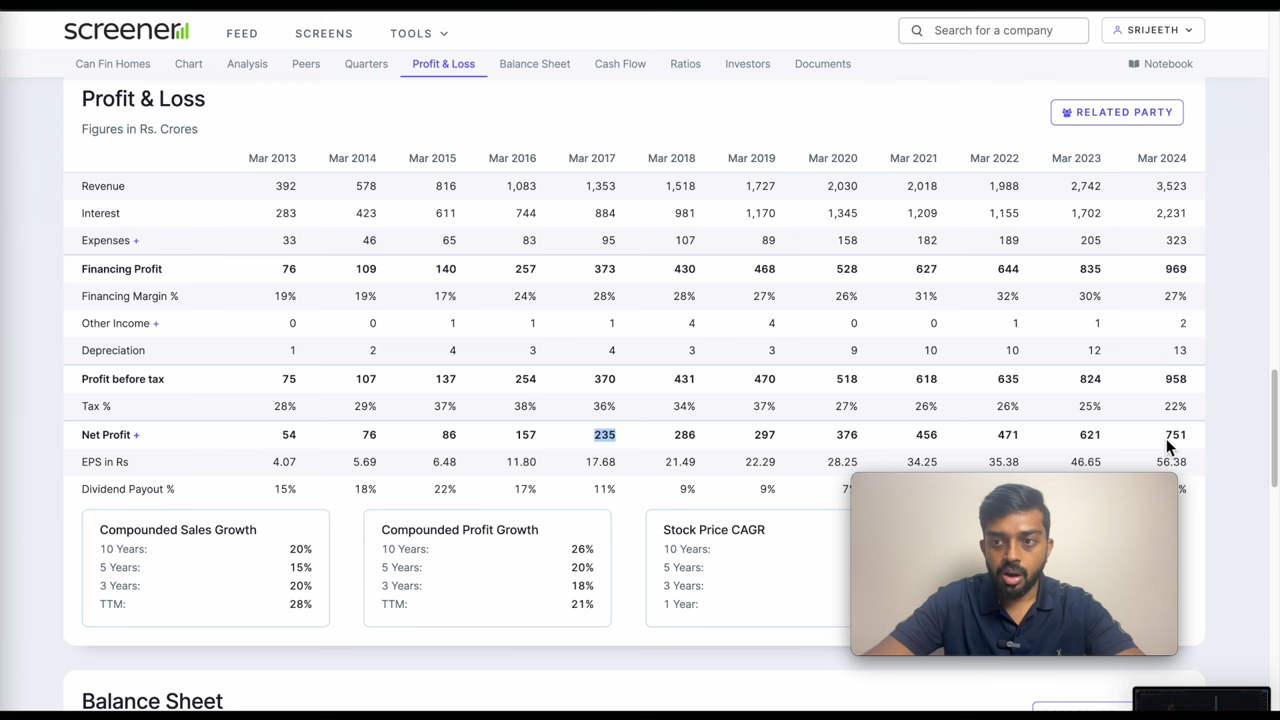 screener FEED SCREENS TOOLS Search for a company SRIJEETH
Can Fin Homes Chart Analysis Peers Quarters Profit & Loss Balance Sheet Cash Flow Ratios Investors Documents Notebook
Profit & Loss
RELATED PARTY
Figures in Rs. Crores
Mar 2013 Mar 2014 Mar 2015 Mar 2016 Mar 2017 Mar 2018 Mar 2019 Mar 2020 Mar 2021 Mar 2022 Mar 2023 Mar 2024
Revenue 392 578 816 1,083 1,353 1,518 1,727 2,030 2,018 1,988 2,742 3,523
Interest 283 423 611 744 884 981 1,170 1,345 1,209 1,155 1,702 2,231
Expenses + 33 46 65 83 95 107 89 158 182 189 205 323
Financing Profit 76 109 140 257 373 430 468 528 627 644 835 969
Financing Margin % 19% 19% 17% 24% 28% 28% 27% 26% 31% 32% 30% 27%
Other Income + 0 0 1 1 1 4 4 0 0 1 1 2
Depreciation 1 2 4 3 4 3 3 9 10 10 12 13
Profit before tax 75 107 137 254 370 431 470 518 618 635 824 958
Tax % 28% 29% 37% 38% 36% 34% 37% 27% 26% 26% 25% 22%
Net Profit + 54 76 86 157 235 286 297 376 456 471 621 751
EPS in Rs 4.07 5.69 6.48 11.80 17.68 21.49 22.29 28.25 34.25 35.38 46.65 56.38
Dividend Payout % 15% 18% 22% 17% 11% 9% 9% 7 %
Compounded Sales Growth
10 Years: 20%
5 Years: 15%
3 Years: 20%
TTM: 28%
Compounded Profit Growth
10 Years: 26%
5 Years: 20%
3 Years: 18%
TTM: 21%
Stock Price CAGR
10 Years:
5 Years:
3 Years:
1 Year:
Balance Sheet